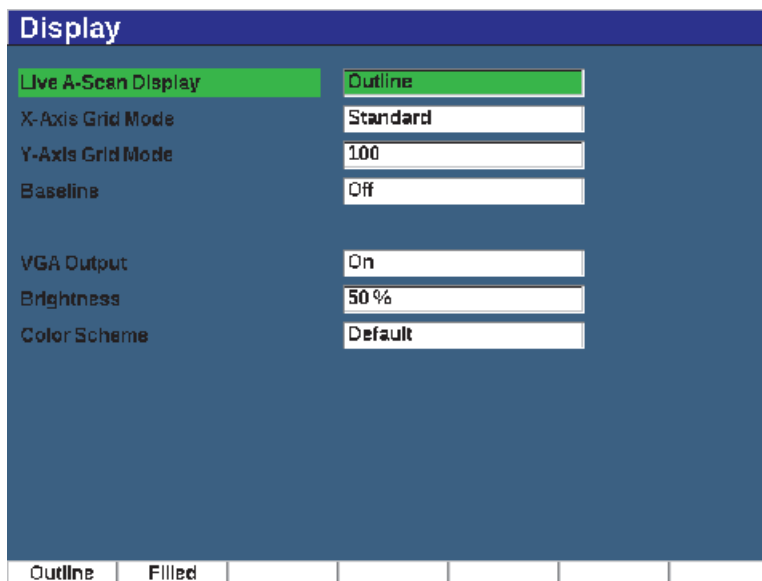 Display
Live A-Scan Display Outline
X-Axis Grid Mode Standard
Y-Axis Grid Mode 100
Baseline Off
VGA Output On
Brightness 50 %
Color Scheme Default
Outline Filled